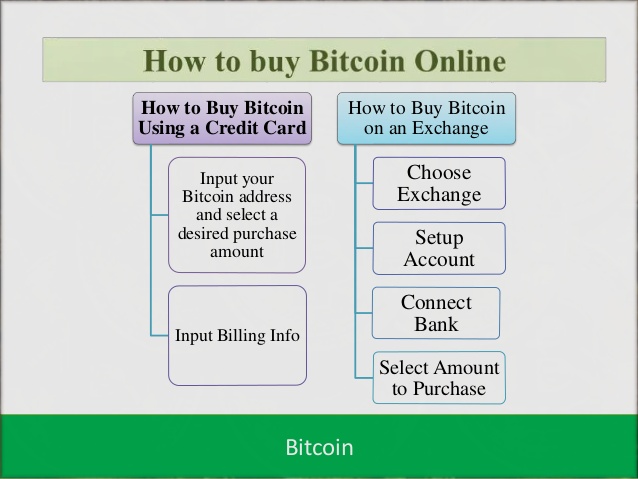 How to buy Bitcoin Online
How to Buy Bitcoin
Using a Credit Card
Input your
Bitcoin address
and select a
desired purchase
amount
Input Billing Info
How to Buy Bitcoin
on an Exchange
Choose
Exchange
Setup
Account
Connect
Bank
Select Amount
to Purchase
Bitcoin